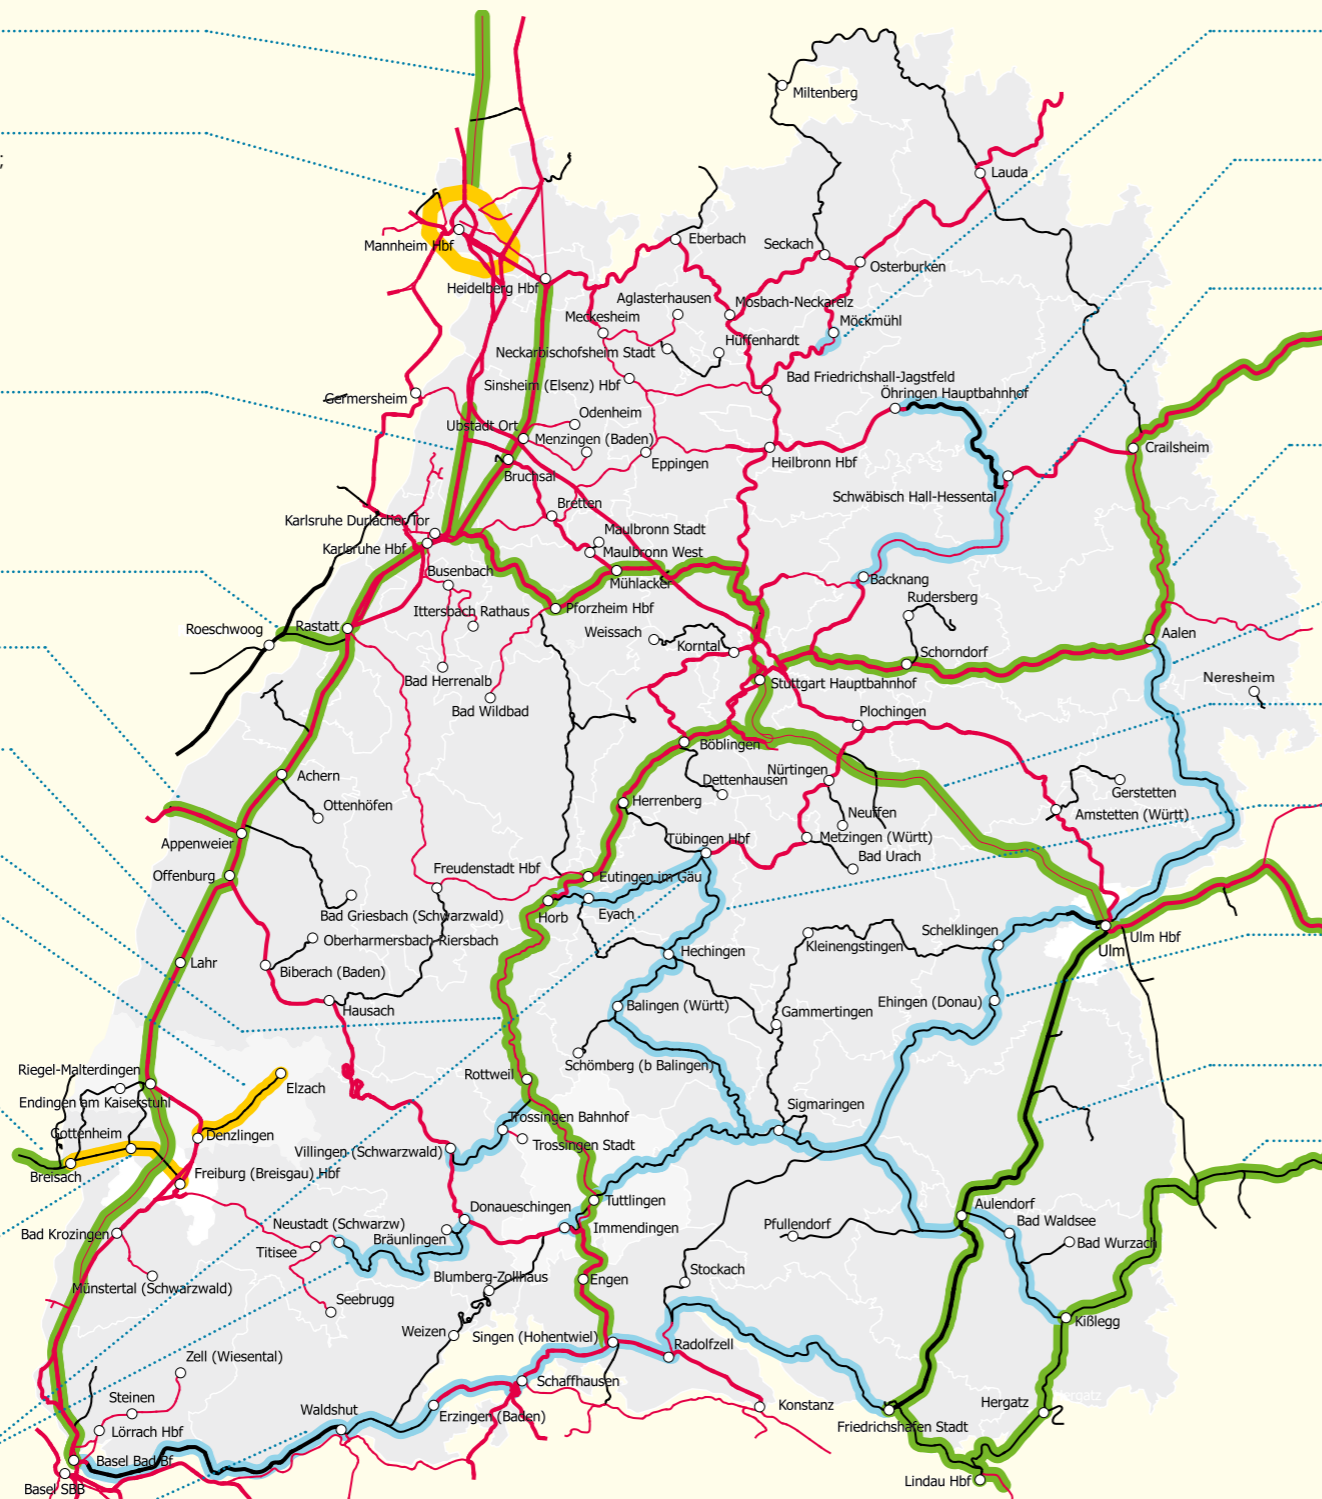 Miltenberg
;
Lauda
Mannheim Hbf
Eberbach
Seckach
Osterburken
Heidelberg Hbf
Aglasterhausen
Mosbach-Neckarelz
Meckesheim
Möckmühl
Neckarbischofsheim Stadt
Hüffenhardt
Sinsheim (Elsenz) Hbf
Bad Friedrichshall-Jagstfeld
Germersheim
Öhringen Hauptbahnhof
Odenheim
Ubstadt Ort
Menzingen (Baden)
Crailsheim
Eppingen
Heilbronn Hbf
Bruchsal
Schwäbisch Hall-Hessental
Bretten
Karlsruhe Durlacher Tor
Maulbronn Stadt
Karlsruhe Hbf
Maulbronn West
Busenbach
Mühlacker
Backnang
Ittersbach Rathaus
Pforzheim Hbf
Rudersberg
Roeschwoog
Rastatt
Weissach
Korntal
Aalen
Schorndorf
Bad Herrenalb
Stuttgart Hauptbahnhof
Neresheim
Bad Wildbad
Plochingen
Böblingen
Nürtingen
Achern
Dettenhausen
Gerstetten
Ottenhöfen
Herrenberg
Neuffen
Amstetten (Württ)
Appenweier
Tübingen Hbf
Metzingen (Württ)
Bad Urach
Offenburg
Freudenstadt Hbf
Eutingen im Gäu
Bad Griesbach (Schwarzwald)
Horb
Eyach
Oberharmersbach Riersbach
Kleinengstingen
Schelklingen
Ulm Hbf
Ulm
Lahr
Biberach (Baden)
Hechingen
Hausach
Balingen (Württ)
Gammertingen
Ehingen (Donau)
Schömberg (b Balingen)
Riegel-Malterdingen
Elzach
Rottweil
Endingen am Kaiserstuhl
Sigmaringen
Trossingen Bahnhof
Gottenheim
Denzlingen
Trossingen Stadt
Villingen (Schwarzwald)
Breisach
Freiburg (Breisgau) Hbf
Tuttlingen
Donaueschingen
Aulendorf
Neustadt (Schwarzw)
Immendingen
Pfullendorf
Bad Waldsee
Bad Krozingen
Bräunlingen
Bad Wurzach
Titisee
Stockach
Münstertal (Schwarzwald)
Blumberg-Zollhaus
Engen
Seebrugg
Kißlegg
Weizen
Singen (Hohentwiel)
Radolfzell
Zell (Wiesental)
Schaffhausen
Steinen
Konstanz
Hergatz
Hergatz
Waldshut
Erzingen (Baden)
Friedrichshafen Stadt
Lörrach Hbf
Basel Bad Bf
Lindau Hbf
Basel SBB